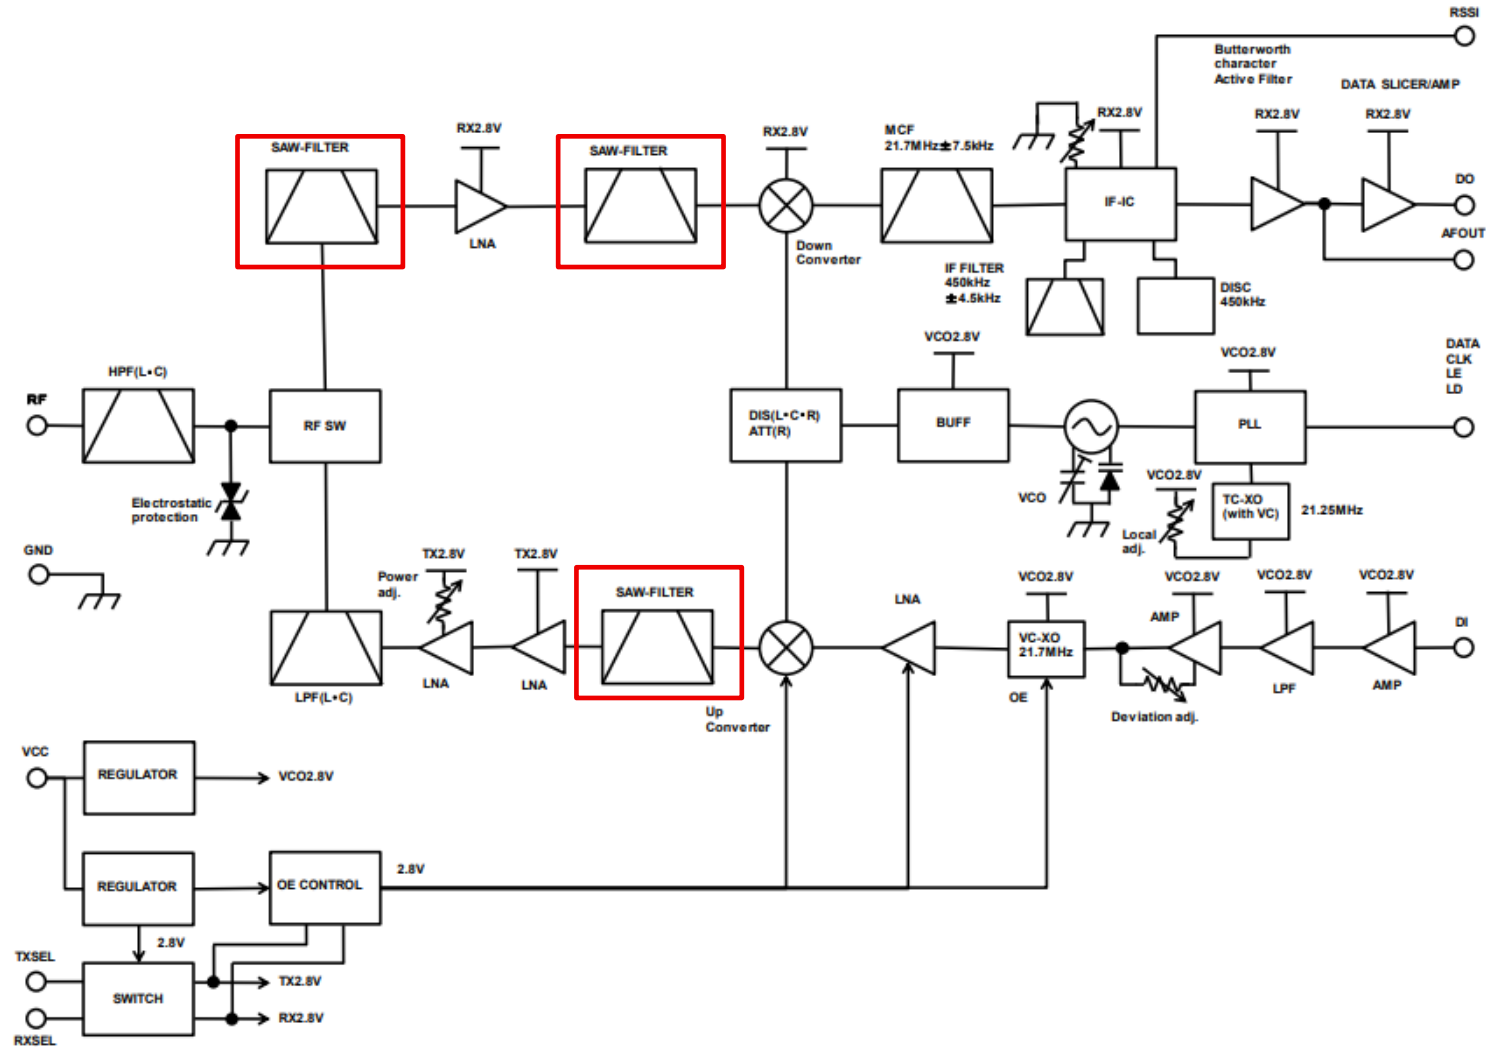 RSSI
Butterworth
character
Active Filter
DATA SLICER/AMP
RX2.8V
RX2.8V
RX2.8V
RX2.8V
RX2.8V
MCF
21.7MHz±7.5kHz
SAW-FILTER
SAW-FILTER
LNA
Down
Converter
IF-IC
DO
AFOUT
IF FILTER
450kHz
±4.5kHz
DISC
450kHz
VCO2.8V
VCO2.8V
DATA
CLK
LE
LD
HPF(L•C)
RF
RF SW
DIS(L•C•R)
ATT(R)
BUFF
PLL
Electrostatic
protection
VCO
VCO2.8V
TC-XO
(with VC)
21.25MHz
Local
adj.
GND
TX2.8V
TX2.8V
Power
adj.
SAW-FILTER
LNA
VCO2.8V
VCO2.8V
VCO2.8V
VCO2.8V
AMP
DI
VC-XO
21.7MHz
LNA
LNA
LPF(L•C)
OE
LPF
AMP
Deviation adj.
Up
Converter
VCC
REGULATOR
VCO2.8V
REGULATOR
OE CONTROL
2.8V
2.8V
TXSEL
SWITCH
TX2.8V
RX2.8V
RXSEL